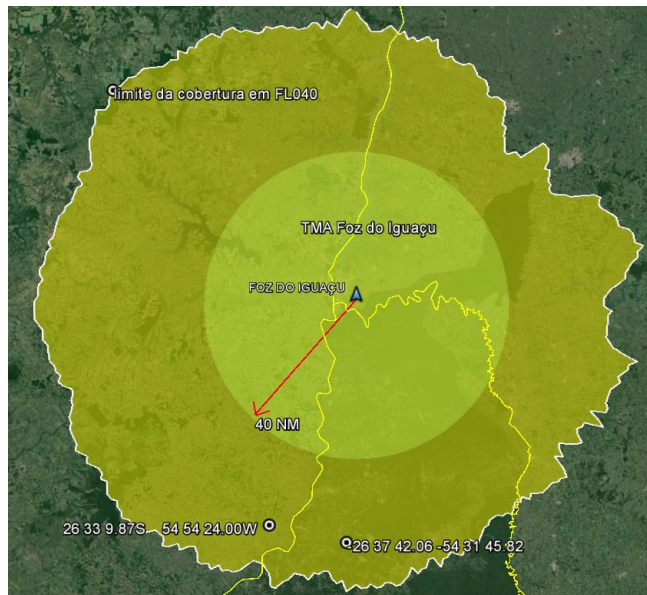 limite da cobertura em FL040
TMA Foz do Iguaçu
FOZ DO IGUAÇU
40 NM
26 33 9.87S 54 54 24.00W
-26 37 42.06 -54 31 45.82